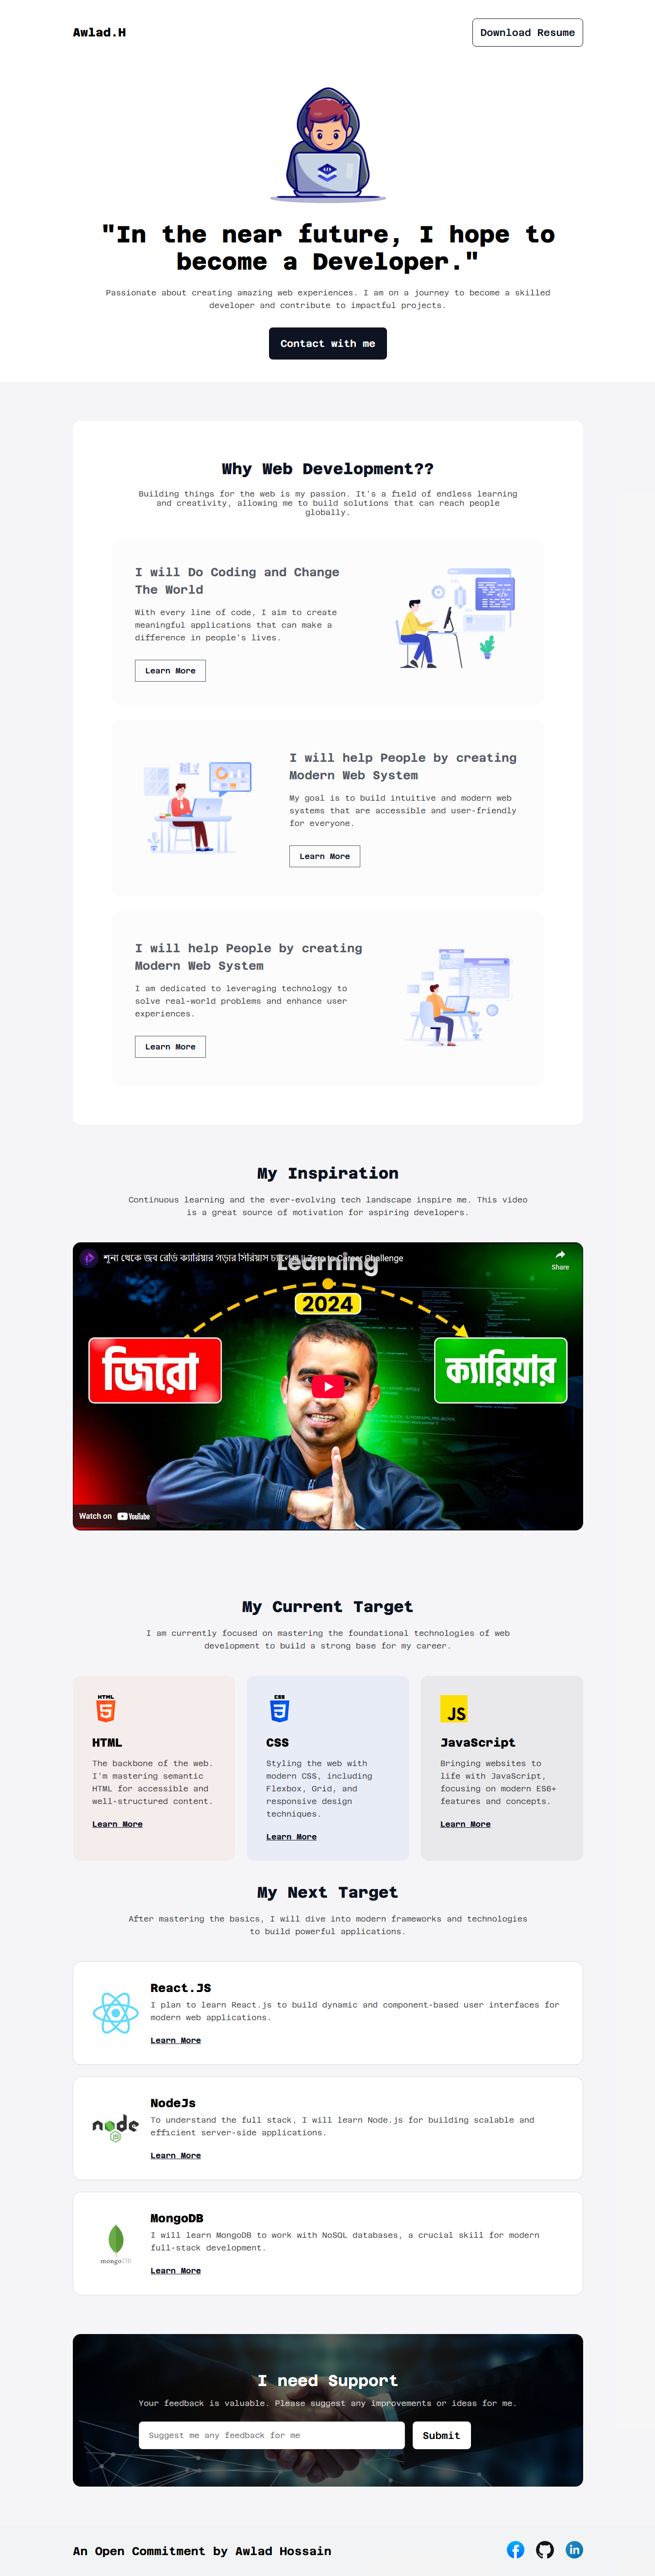 Awlad.H
Download Resume
"In the near future, I hope to
become a Developer."
Passionate about creating amazing web experiences. I am on a journey to become a skilled
developer and contribute to impactful projects.
Contact with me
Why Web Development??
Building things for the web is my passion. It's a field of endless learning
and creativity, allowing me to build solutions that can reach people
globally.
I will Do Coding and Change
The World
With every line of code, I aim to create
meaningful applications that can make a
difference in people's lives.
Learn More
I will help People by creating
Modern Web System
My goal is to build intuitive and modern web
systems that are accessible and user-friendly
for everyone.
Learn More
I will help People by creating
Modern Web System
I am dedicated to leveraging technology to
solve real-world problems and enhance user
experiences.
Learn More
My Inspiration
Continuous learning and the ever-evolving tech landscape inspire me. This video
is a great source of motivation for aspiring developers.
শূন্য থেকে ওয়েব ক্যারিয়ার গড়ার সিরিয়াস চ্যালেঞ্জ || Zero to Career Challenge
Share
Learning
2024
জিরো
ক্যারিয়ার
Watch on YouTube
My Current Target
I am currently focused on mastering the foundational technologies of web
development to build a strong base for my career.
HTML
HTML
The backbone of the web.
I'm mastering semantic
HTML for accessible and
well-structured content.
Learn More
CSS
CSS
Styling the web with
modern CSS, including
Flexbox, Grid, and
responsive design
techniques.
Learn More
JS
JavaScript
Bringing websites to
life with JavaScript,
focusing on modern ES6+
features and concepts.
Learn More
My Next Target
After mastering the basics, I will dive into modern frameworks and technologies
to build powerful applications.
React.JS
I plan to learn React.js to build dynamic and component-based user interfaces for
modern web applications.
Learn More
node
JS
NodeJs
To understand the full stack, I will learn Node.js for building scalable and
efficient server-side applications.
Learn More
mongoDB
MongoDB
I will learn MongoDB to work with NoSQL databases, a crucial skill for modern
full-stack development.
Learn More
I need Support
Your feedback is valuable. Please suggest any improvements or ideas for me.
Suggest me any feedback for me
Submit
An Open Commitment by Awlad Hossain